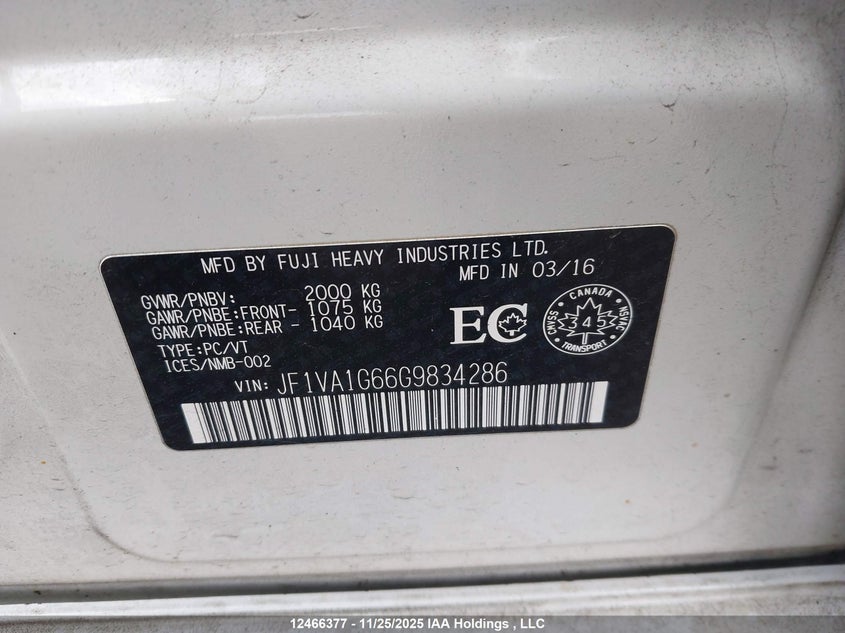 MFD BY FUJI HEAVY INDUSTRIES LTD.
MFD IN 03/16
GVWR/PNBV: 2000 KG
GAWR/PNBE:FRONT- 1075 KG
GAWR/PNBE:REAR - 1040 KG
TYPE:PC/VT
ICES/NMB-002
EC
CANADA
CMVSS
345
NSVAC
TRANSPORT
VIN: JF1VA1G66G9834286
12466377 - 11/25/2025 IAA Holdings , LLC